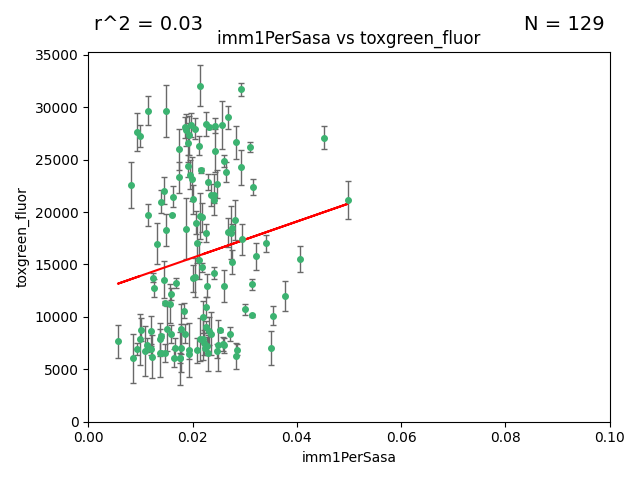 r^2 = 0.03
N = 129
imm1PerSasa vs toxgreen_fluor
35000
30000
25000
20000
15000
10000
5000
0
toxgreen_fluor
0.00
0.02
0.04
0.06
0.08
0.10
imm1PerSasa